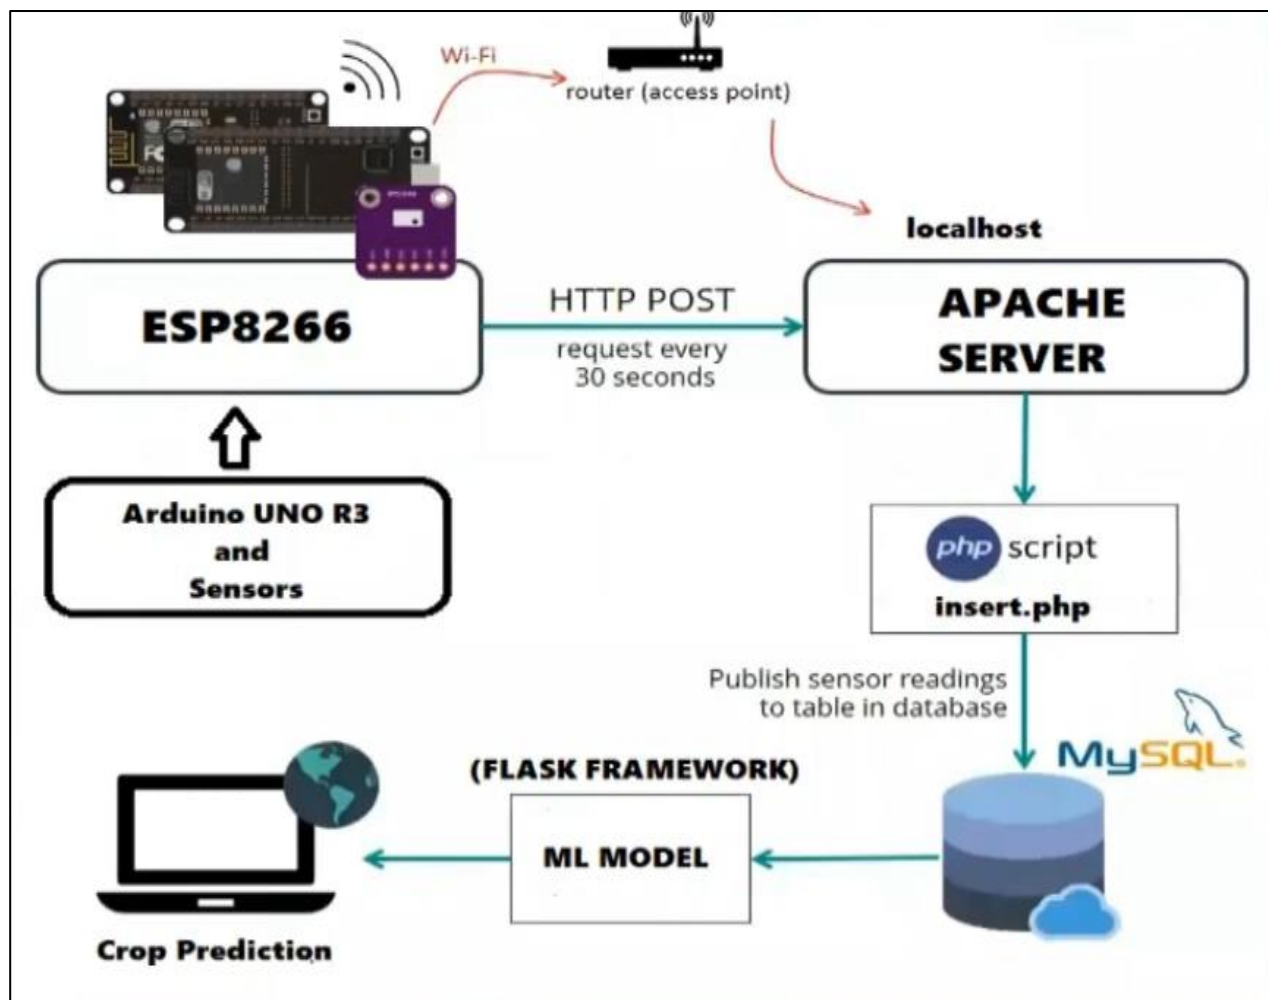 Wi-Fi
router (access point)
localhost
ESP8266
HTTP POST
request every
30 seconds
APACHE
SERVER
Arduino UNO R3
and
Sensors
php script
insert.php
Publish sensor readings
to table in database
MySQL
(FLASK FRAMEWORK)
ML MODEL
Crop Prediction